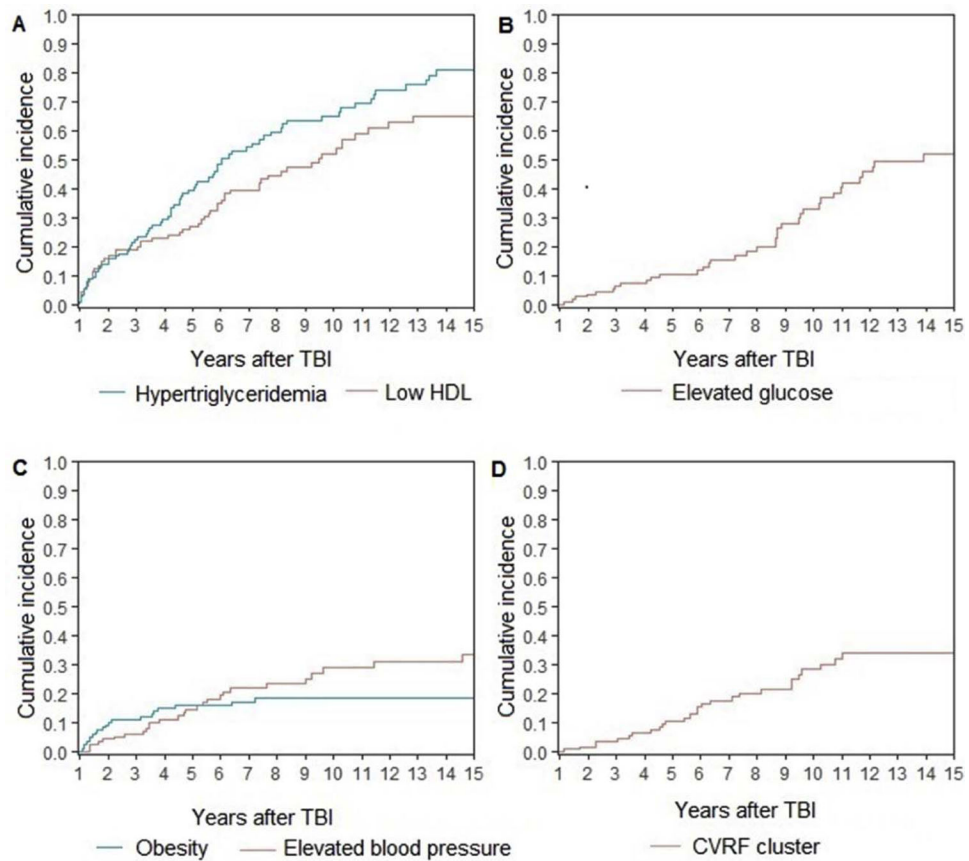 A
1.0
0.9
0.8
0.7
0.6
0.5
0.4
0.3
0.2
0.1
0.0
Cumulative incidence
1 2 3 4 5 6 7 8 9 10 11 12 13 14 15
Years after TBI
Hypertriglyceridemia Low HDL
B
1.0
0.9
0.8
0.7
0.6
0.5
0.4
0.3
0.2
0.1
0.0
Cumulative incidence
1 2 3 4 5 6 7 8 9 10 11 12 13 14 15
Years after TBI
Elevated glucose
C
1.0
0.9
0.8
0.7
0.6
0.5
0.4
0.3
0.2
0.1
0.0
Cumulative incidence
1 2 3 4 5 6 7 8 9 10 11 12 13 14 15
Years after TBI
Obesity Elevated blood pressure
D
1.0
0.9
0.8
0.7
0.6
0.5
0.4
0.3
0.2
0.1
0.0
Cumulative incidence
1 2 3 4 5 6 7 8 9 10 11 12 13 14 15
Years after TBI
CVRF cluster